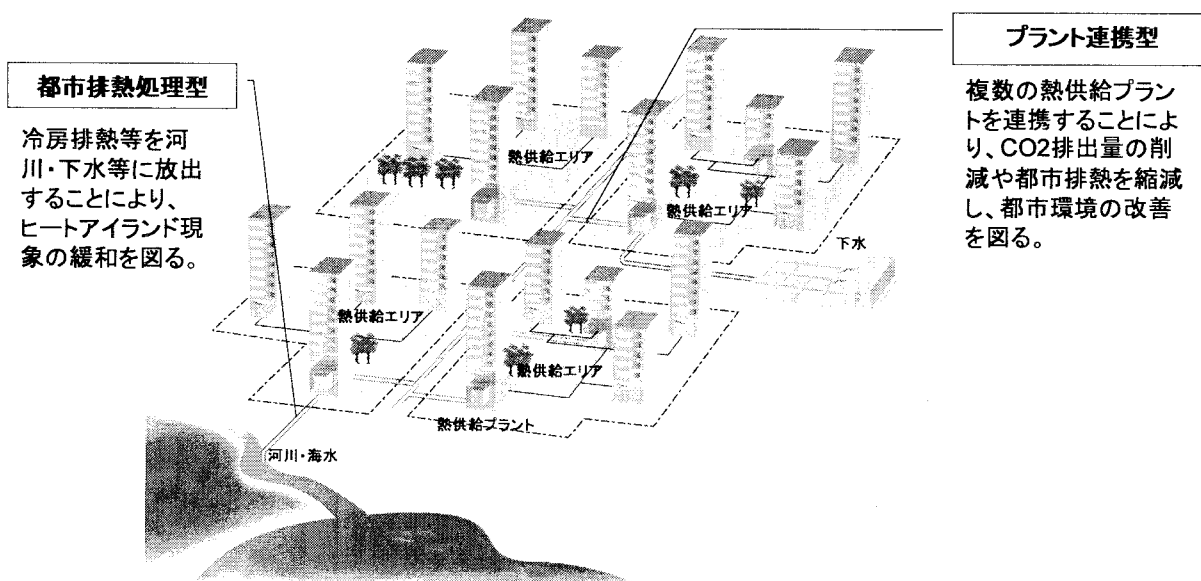 都市排熱処理型
冷房排熱等を河
川・下水等に放出
することにより、
ヒートアイランド現
象の緩和を図る。
プラント連携型
複数の熱供給プラン
トを連携することによ
り、CO2排出量の削
減や都市排熱を縮減
し、都市環境の改善
を図る。
熱供給エリア
熱供給エリア
下水
熱供給エリア
熱供給エリア
熱供給プラント
河川・海水